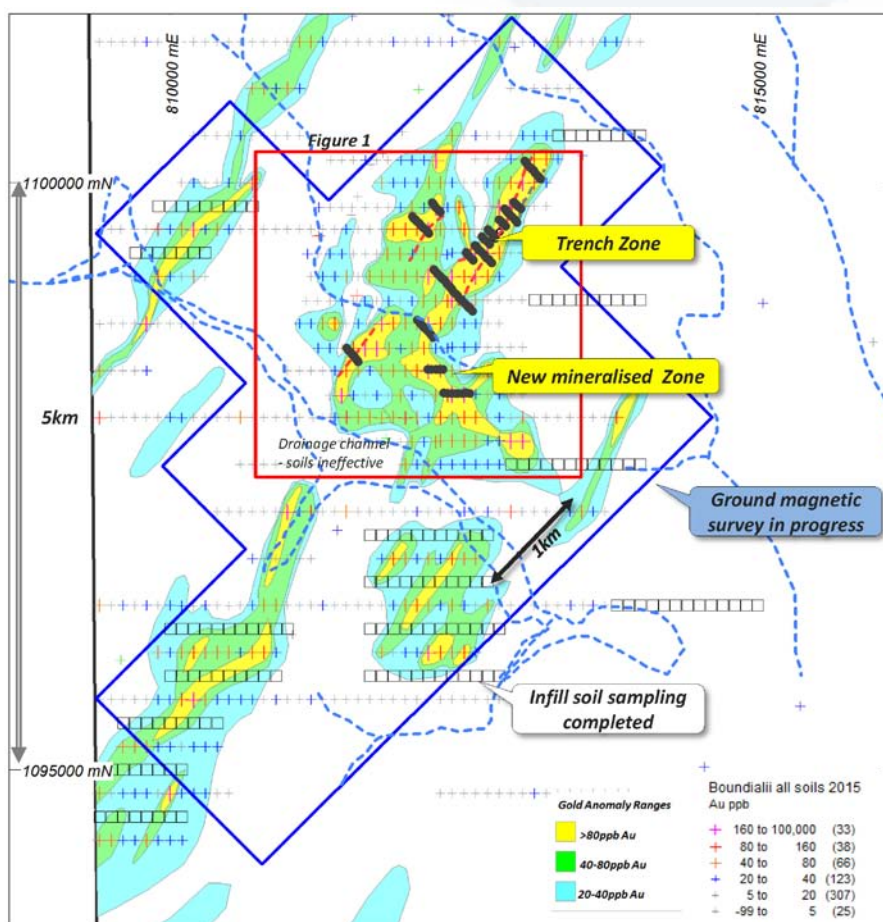 810000 mE
815000 mE
Figure 1
1100000 mN
Trench Zone
New mineralised Zone
5km
Drainage channel
- soils ineffective
Ground magnetic
survey in progress
1km
Infill soil sampling
completed
1095000 mN
Gold Anomaly Ranges
>80ppb Au
40-80ppb Au
20-40ppb Au
Boundialii all soils 2015
Au ppb
160 to 100,000 (33)
80 to 160 (38)
40 to 80 (66)
20 to 40 (123)
5 to 20 (307)
-99 to 5 (25)